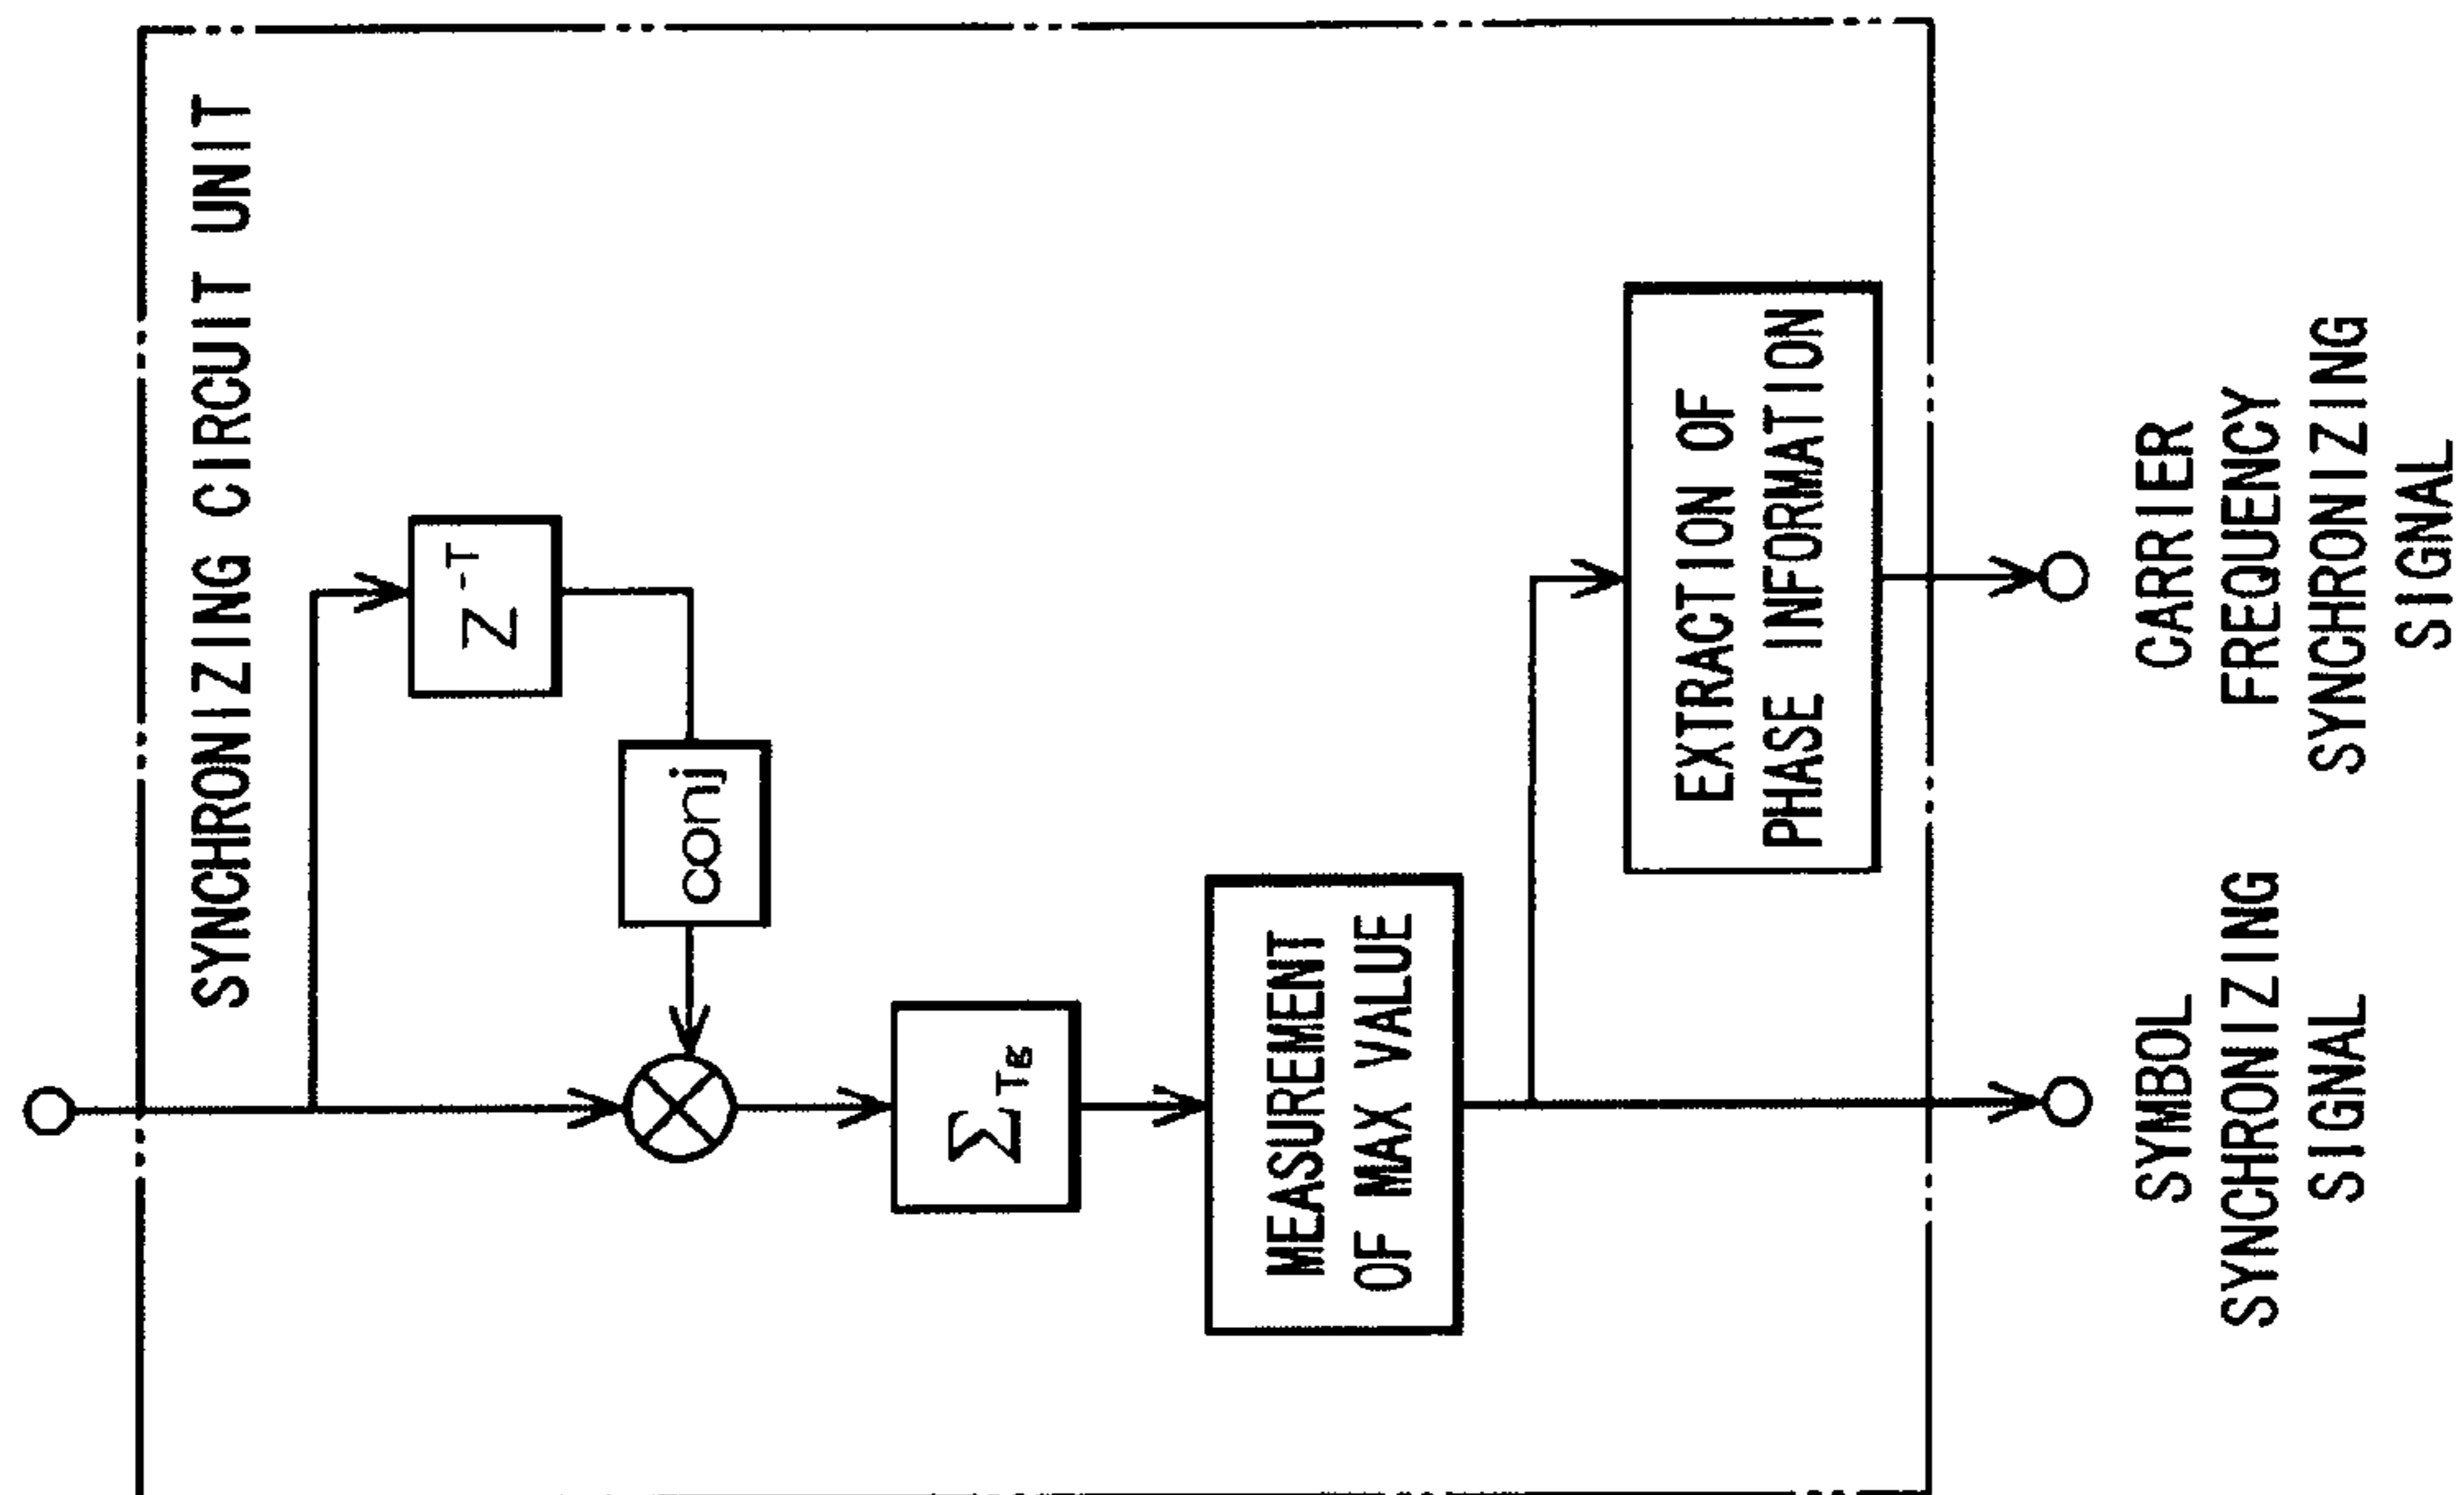 SYNCHRONIZING CIRCUIT UNIT
Z-T
conj
Σ
MEASUREMENT
OF MAX VALUE
EXTRACTION OF
PHASE INFORMATION
SYMBOL
SYNCHRONIZING
SIGNAL
CARRIER
FREQUENCY
SYNCHRONIZING
SIGNAL